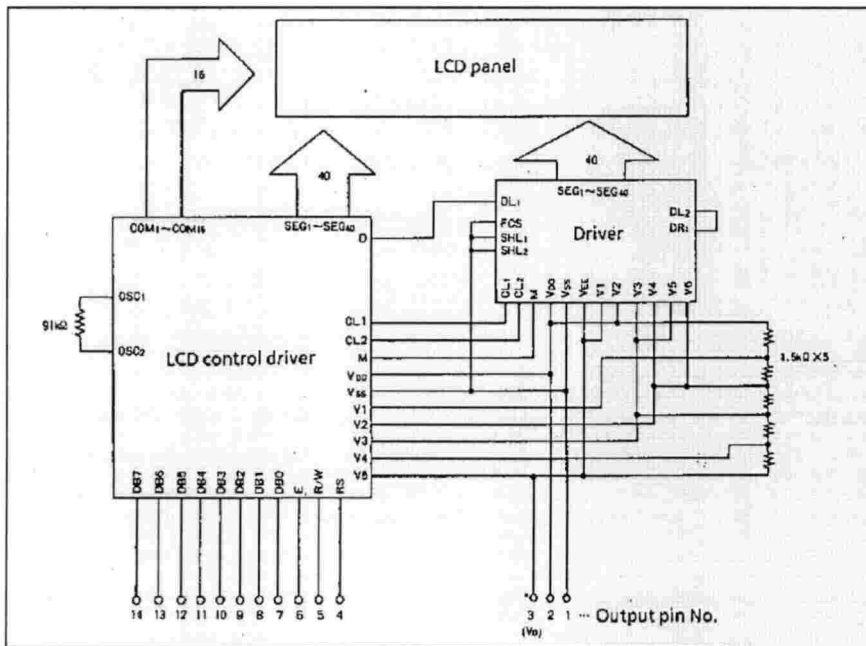 LCD panel
16
40
40
COM1~COM16
SEG1~SEG40
D
SEG1~SEG40
DL1
FCS
SHL1
SHL2
Driver
DL2
DR1
CL1
CL2
M
VDD
VSS
VEE
V1
V2
V3
V4
V5
V6
OSC1
91kΩ
OSC2
LCD control driver
CL1
CL2
M
VDD
VSS
V1
V2
V3
V4
V5
1,5kΩ X5
DB7
DB6
DB5
DB4
DB3
DB2
DB1
DB0
E
R/W
RS
14
13
12
11
10
9
8
7
6
5
4
3
2
1 ... Output pin No.
(Vo)